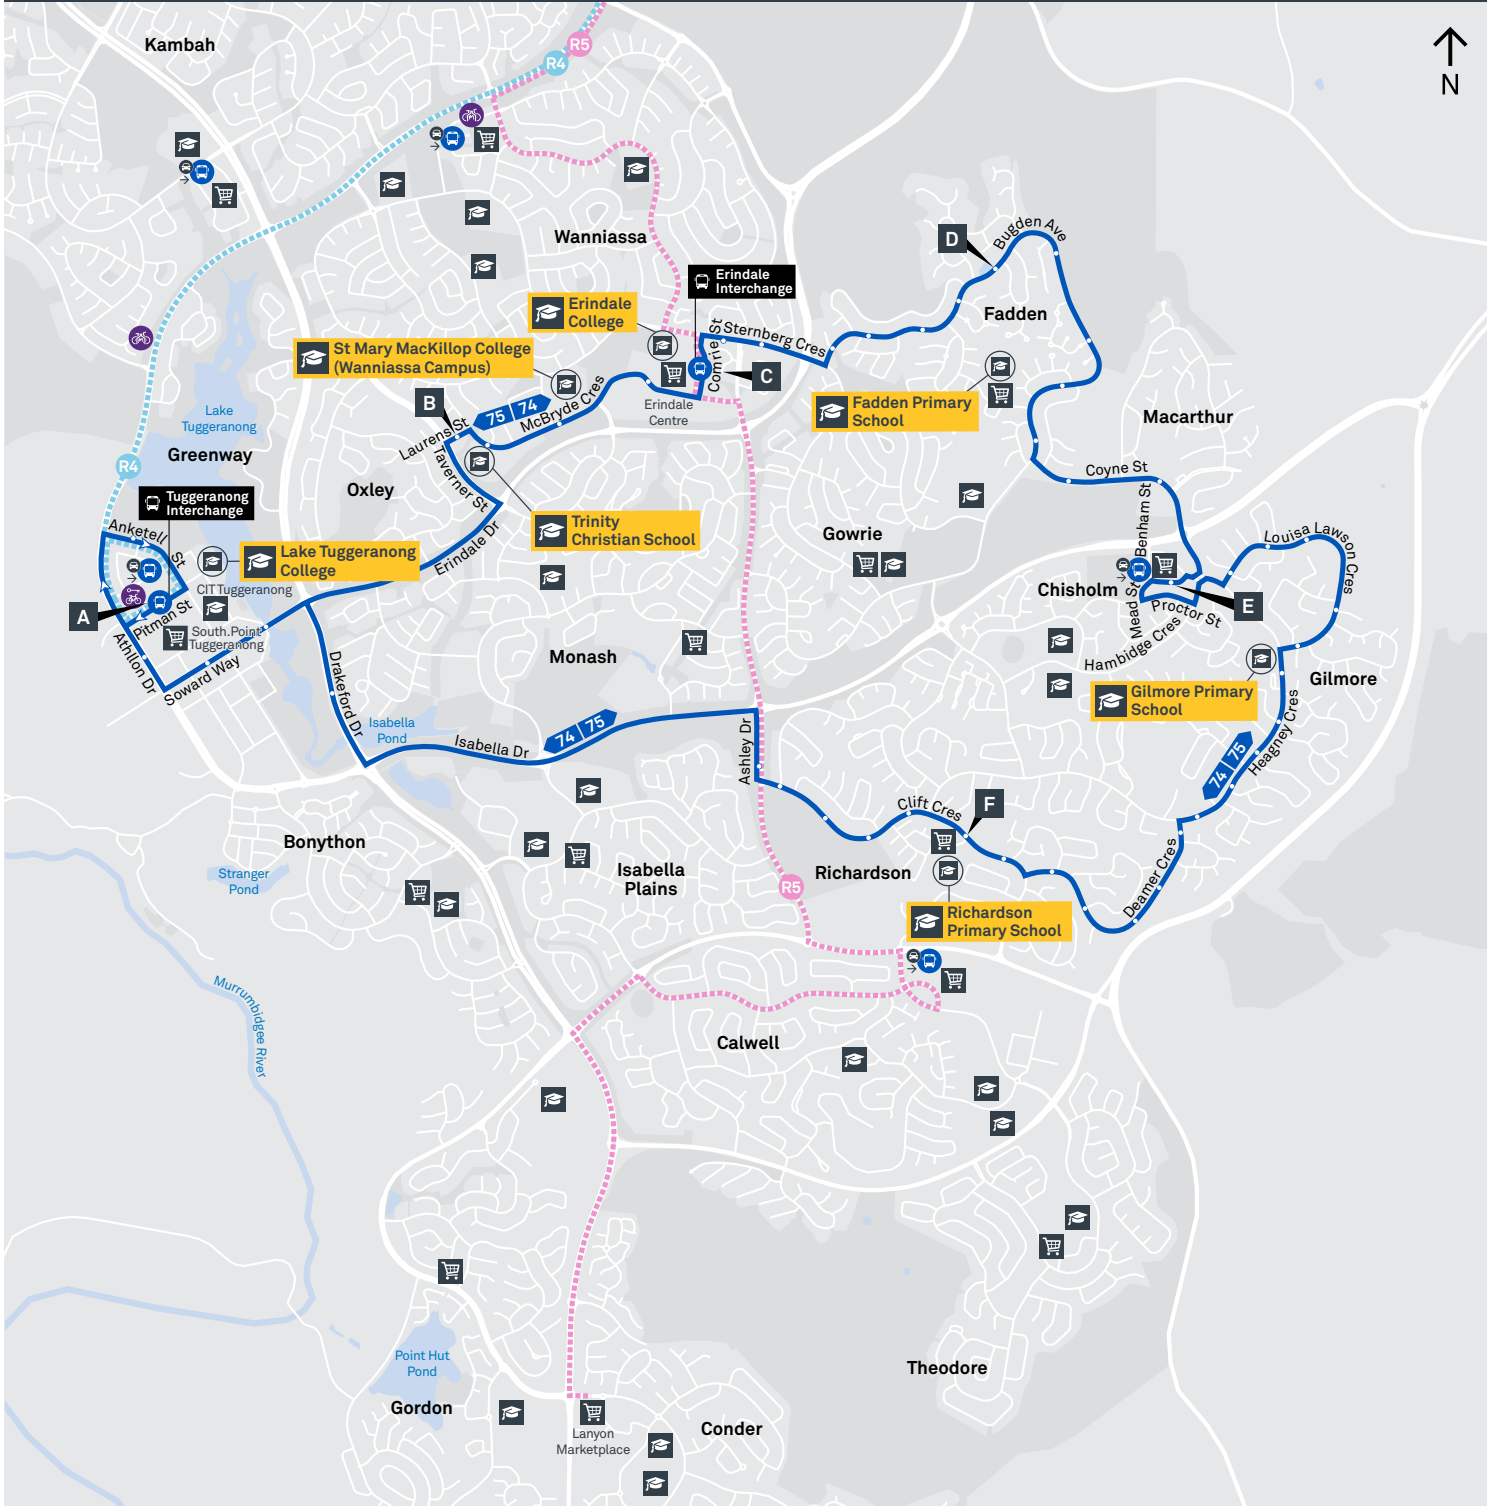 Kambah
R5
R4
N
Wanniassa
Bugden Ave
D
Fadden
Erindale
Interchange
Erindale
College
Comrie St
Sternberg Cres
St Mary MacKillop College
(Wanniassa Campus)
C
B
75 74
McBryde Cres
Erindale
Centre
Fadden Primary
School
Macarthur
Lake
Tuggeranong
Laurens St
Greenway
R4
Taverner St
Coyne St
Oxley
Tuggeranong
Interchange
Benham St
Anketell St
Trinity
Christian School
Gowrie
Louisa Lawson Cres
Lake Tuggeranong
College
Erindale Dr
CIT Tuggeranong
Chisholm
Mead St
E
Proctor St
A
Pitman St
South.Point
Tuggeranong
Hambidge Cres
Athllon Dr
Soward Way
Monash
Drakeford Dr
Gilmore
Gilmore Primary
School
Isabella
Pond
Isabella Dr
74 75
Ashley Dr
Heagney Cres
74 75
Clift Cres
F
Bonython
Stranger
Pond
Isabella
Plains
Richardson
R5
Deamer Cres
Richardson
Primary School
Murrumbidgee River
Calwell
Point Hut
Pond
Theodore
Gordon
Conder
Lanyon
Marketplace